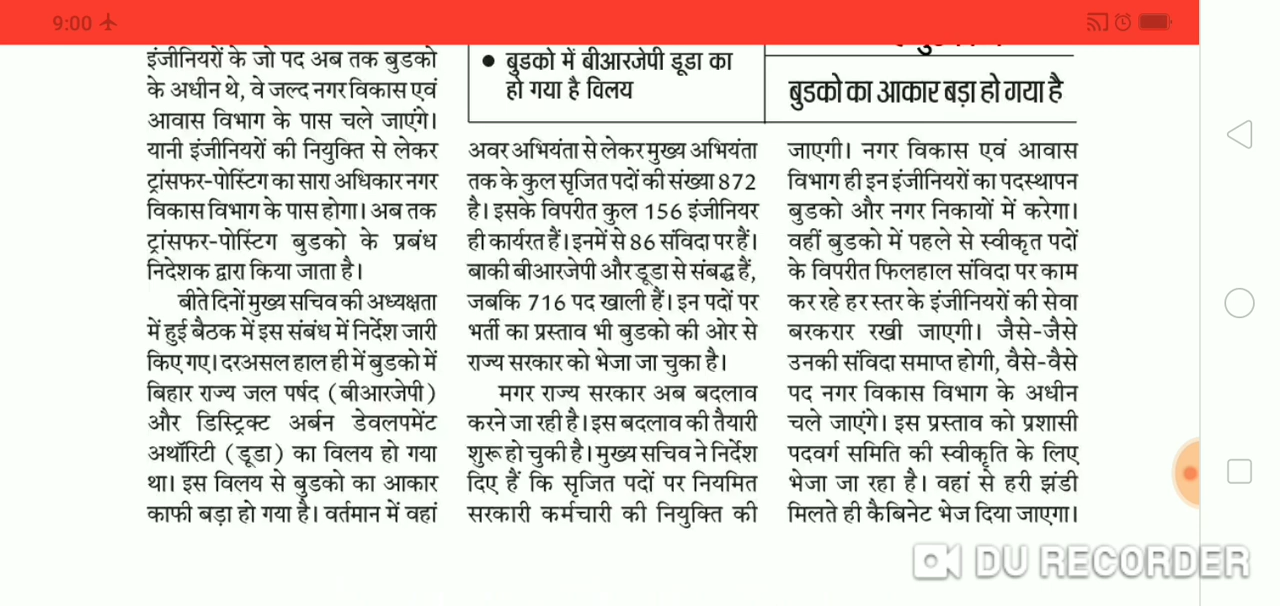 9:00
इंजीनियरों के जो पद अब तक बुडको
के अधीन थे, वे जल्द नगर विकास एवं
आवास विभाग के पास चले जाएंगे।
यानी इंजीनियरों की नियुक्ति से लेकर
ट्रांसफर-पोस्टिंग का सारा अधिकार नगर
विकास विभाग के पास होगा। अब तक
ट्रांसफर-पोस्टिंग बुडको के प्रबंध
निदेशक द्वारा किया जाता है।
बीते दिनों मुख्य सचिव की अध्यक्षता
में हुई बैठक में इस संबंध में निर्देश जारी
किए गए। दरअसल हाल ही में बुडको में
बिहार राज्य जल पर्षद (बीआरजेपी)
और डिस्ट्रिक्ट अर्बन डेवलपमेंट
अथॉरिटी (डूडा) का विलय हो गया
था। इस विलय से बुडको का आकार
काफी बड़ा हो गया है। वर्तमान में वहां
• बुडको में बीआरजेपी डूडा का
हो गया है विलय
अवर अभियंता से लेकर मुख्य अभियंता
तक के कुल सृजित पदों की संख्या 872
है। इसके विपरीत कुल 156 इंजीनियर
ही कार्यरत हैं। इनमें से 86 संविदा पर हैं।
बाकी बीआरजेपी और डूडा से संबद्ध हैं,
जबकि 716 पद खाली हैं। इन पदों पर
भर्ती का प्रस्ताव भी बुडको की ओर से
राज्य सरकार को भेजा जा चुका है।
मगर राज्य सरकार अब बदलाव
करने जा रही है। इस बदलाव की तैयारी
शुरू हो चुकी है। मुख्य सचिव ने निर्देश
दिए हैं कि सृजित पदों पर नियमित
सरकारी कर्मचारी की नियुक्ति की
बुडको का आकार बड़ा हो गया है
जाएगी। नगर विकास एवं आवास
विभाग ही इन इंजीनियरों का पदस्थापन
बुडको और नगर निकायों में करेगा।
वहीं बुडको में पहले से स्वीकृत पदों
के विपरीत फिलहाल संविदा पर काम
कर रहे हर स्तर के इंजीनियरों की सेवा
बरकरार रखी जाएगी। जैसे-जैसे
उनकी संविदा समाप्त होगी, वैसे-वैसे
पद नगर विकास विभाग के अधीन
चले जाएंगे। इस प्रस्ताव को प्रशासी
पदवर्ग समिति की स्वीकृति के लिए
भेजा जा रहा है। वहां से हरी झंडी
मिलते ही कैबिनेट भेज दिया जाएगा।
DU RECORDER